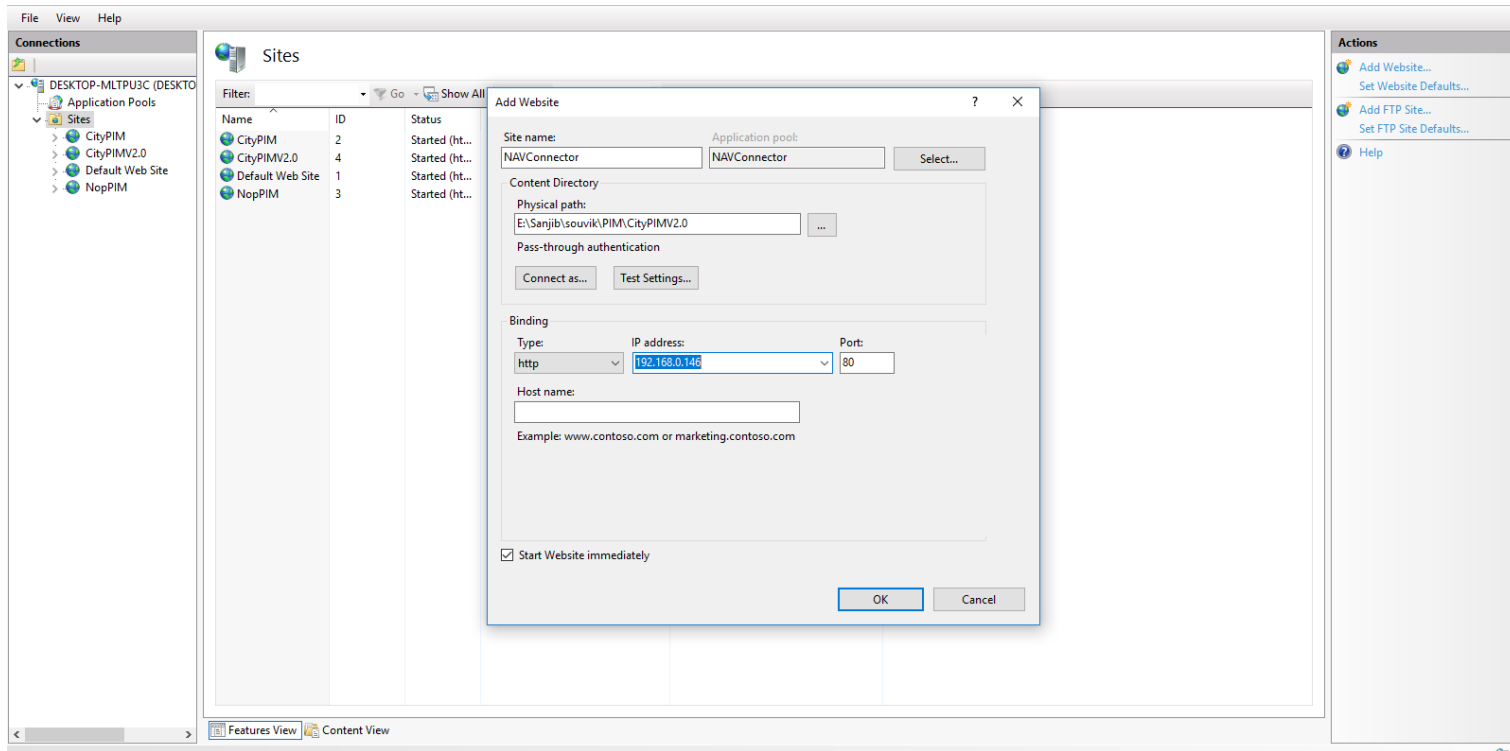 File View Help
Connections
DESKTOP-MLTPU3C (DESKTO
Application Pools
Sites
CityPIM
CityPIMV2.0
Default Web Site
NopPIM
Sites
Filter: Go Show All
Name ID Status
CityPIM 2 Started (ht...
CityPIMV2.0 4 Started (ht...
Default Web Site 1 Started (ht...
NopPIM 3 Started (ht...
Features View Content View
Add Website ?
Site name: Application pool:
NAVConnector NAVConnector Select...
Content Directory
Physical path:
E:\Sanjib\souvik\PIM\CityPIMV2.0 ...
Pass-through authentication
Connect as... Test Settings...
Binding
Type: IP address: Port:
http 192.168.0.146 80
Host name:
Example: www.contoso.com or marketing.contoso.com
Start Website immediately
OK Cancel
Actions
Add Website...
Set Website Defaults...
Add FTP Site...
Set FTP Site Defaults...
Help